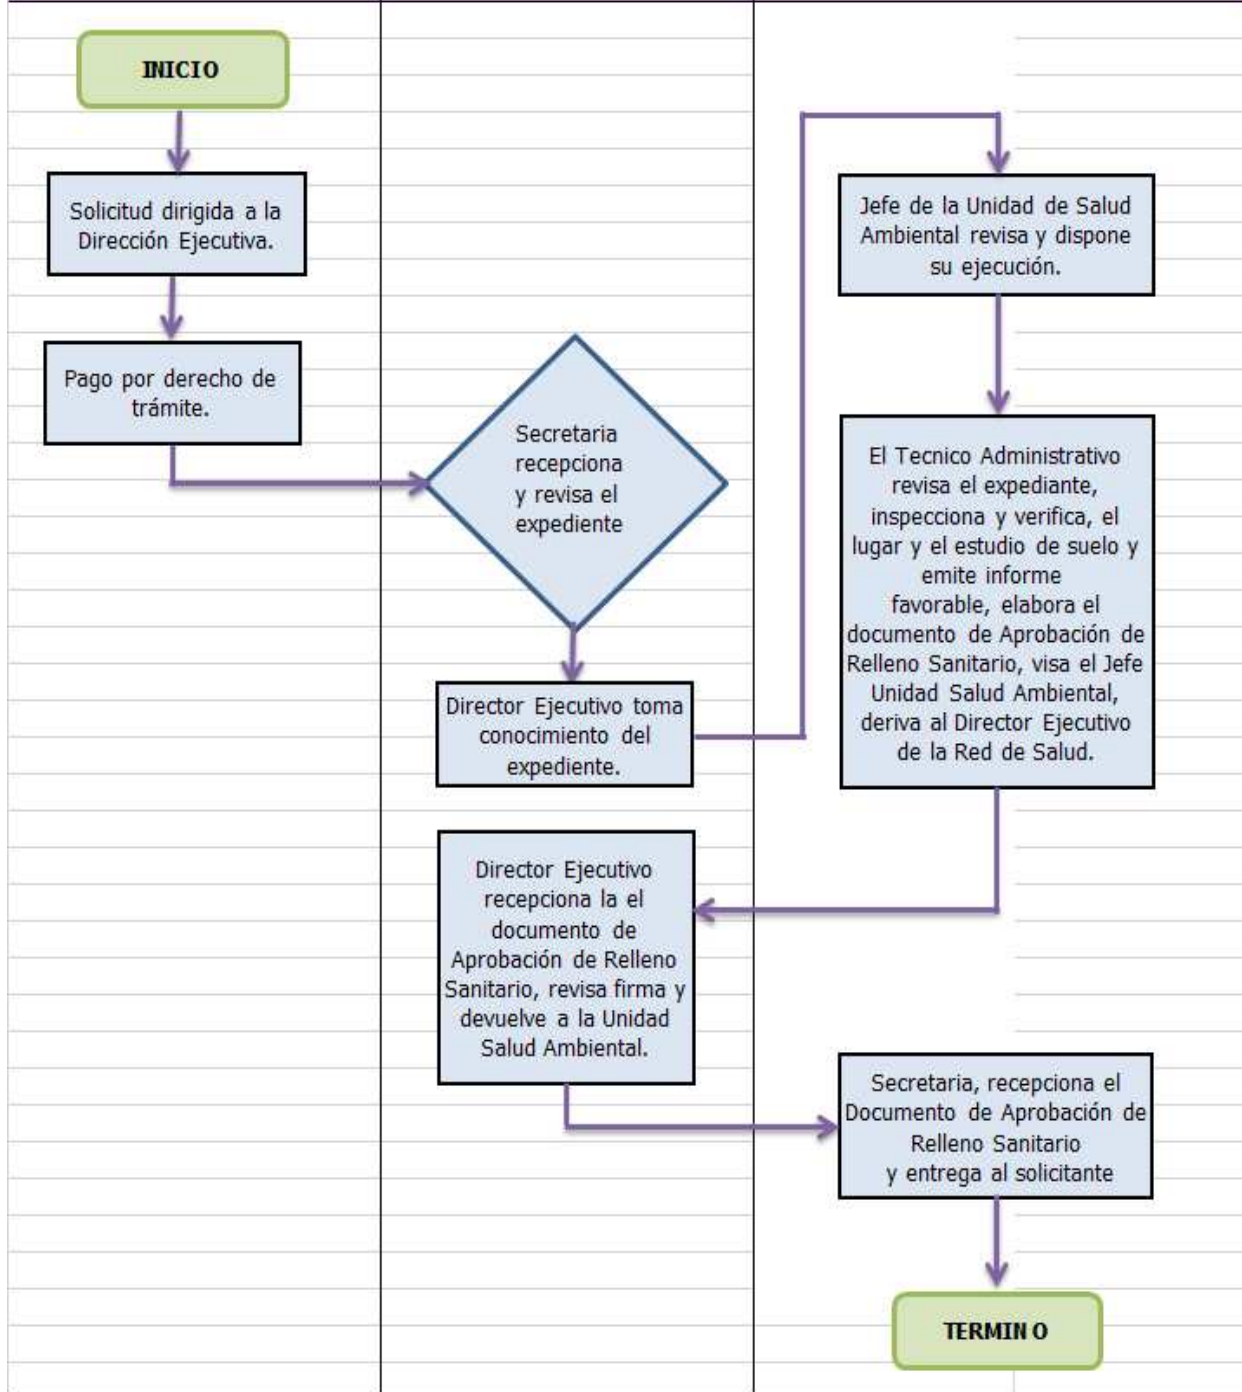 INICIO
Solicitud dirigida a la
Dirección Ejecutiva.
Pago por derecho de
trámite.
Secretaria
recepciona
y revisa el
expediente
Director Ejecutivo toma
conocimiento del
expediente.
Jefe de la Unidad de Salud
Ambiental revisa y dispone
su ejecución.
El Tecnico Administrativo
revisa el expediante,
inspecciona y verifica, el
lugar y el estudio de suelo y
emite informe
favorable, elabora el
documento de Aprobación de
Relleno Sanitario, visa el Jefe
Unidad Salud Ambiental,
deriva al Director Ejecutivo
de la Red de Salud.
Director Ejecutivo
recepciona la el
documento de
Aprobación de Relleno
Sanitario, revisa firma y
devuelve a la Unidad
Salud Ambiental.
Secretaria, recepciona el
Documento de Aprobación de
Relleno Sanitario
y entrega al solicitante
TERMINO